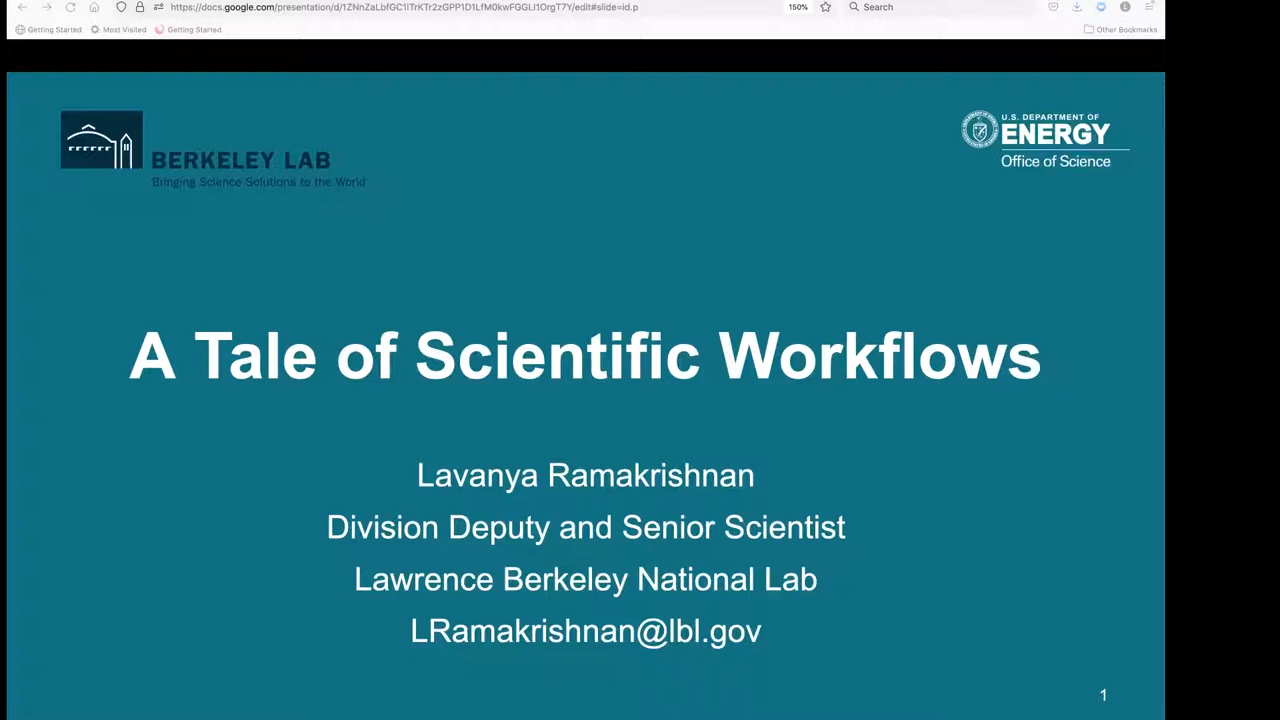 https://docs.google.com/presentation/d/1ZNnZaLbfGC1lTrKTr2zGPP1D1LfM0kwFGGLl1OrgT7Y/edit#slide=id.p
150%
Search
Getting Started
Most Visited
Getting Started
Other Bookmarks
BERKELEY LAB
Bringing Science Solutions to the World
U.S. DEPARTMENT OF
ENERGY
Office of Science
A Tale of Scientific Workflows
Lavanya Ramakrishnan
Division Deputy and Senior Scientist
Lawrence Berkeley National Lab
LRamakrishnan@lbl.gov
1